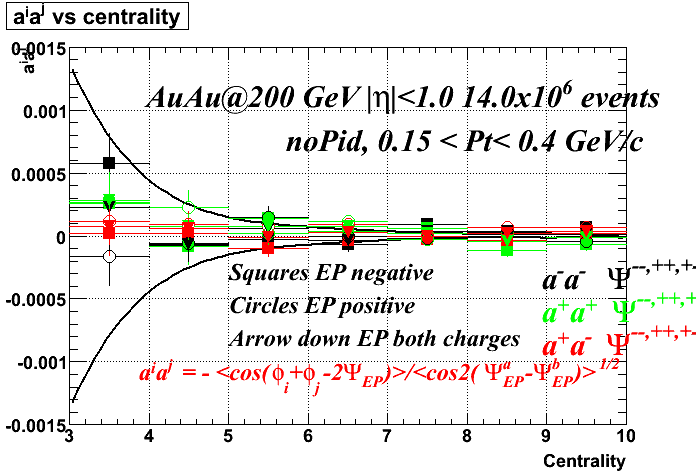 aⁱaʲ vs centrality
0.0015
aⁱaʲ
AuAu@200 GeV |η|<1.0 14.0x10⁶ events
0.001
noPid, 0.15 < Pt< 0.4 GeV/c
0.0005
0
Squares EP negative
a⁻a⁻ Ψ⁻⁻,⁺⁺,⁺⁻
-0.0005
Circles EP positive
a⁺a⁺ Ψ⁻⁻,⁺⁺,⁺⁻
Arrow down EP both charges
a⁺a⁻ Ψ⁻⁻,⁺⁺,⁺⁻
-0.001
aⁱaʲ = - <cos(ϕ_i+ϕ_j-2Ψ_EP)>/<cos2( Ψ^a_EP-Ψ^b_EP)>^1/2
-0.0015
3 4 5 6 7 8 9 10
Centrality